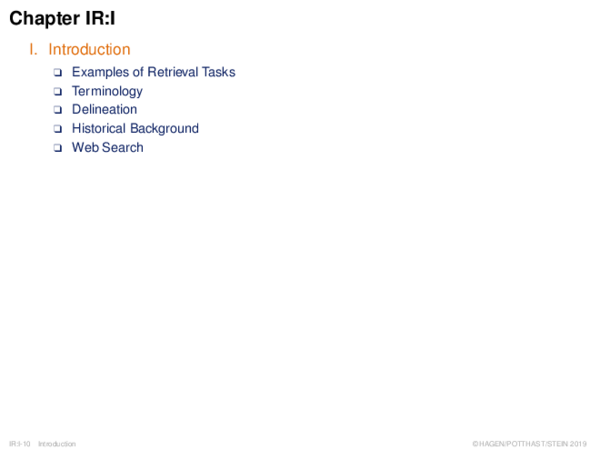 Chapter IR:I
I. Introduction
❑ Examples of Retrieval Tasks
❑ Terminology
❑ Delineation
❑ Historical Background
❑ Web Search
IR:I-10 Introduction
©HAGEN/POTTHAST/STEIN 2019